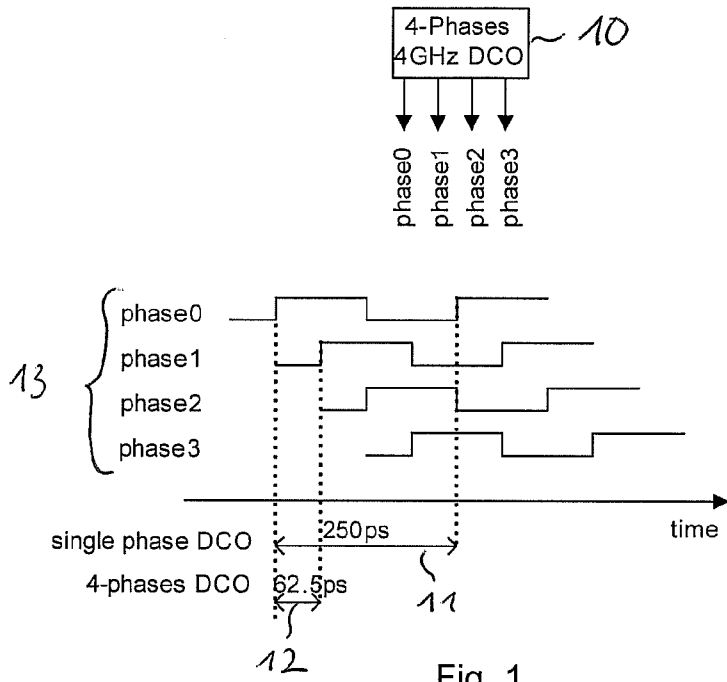 4-Phases
4GHz DCO
10
phase0
phase1
phase2
phase3
13
phase0
phase1
phase2
phase3
time
single phase DCO
250ps
11
4-phases DCO
62.5ps
12
Fig. 1